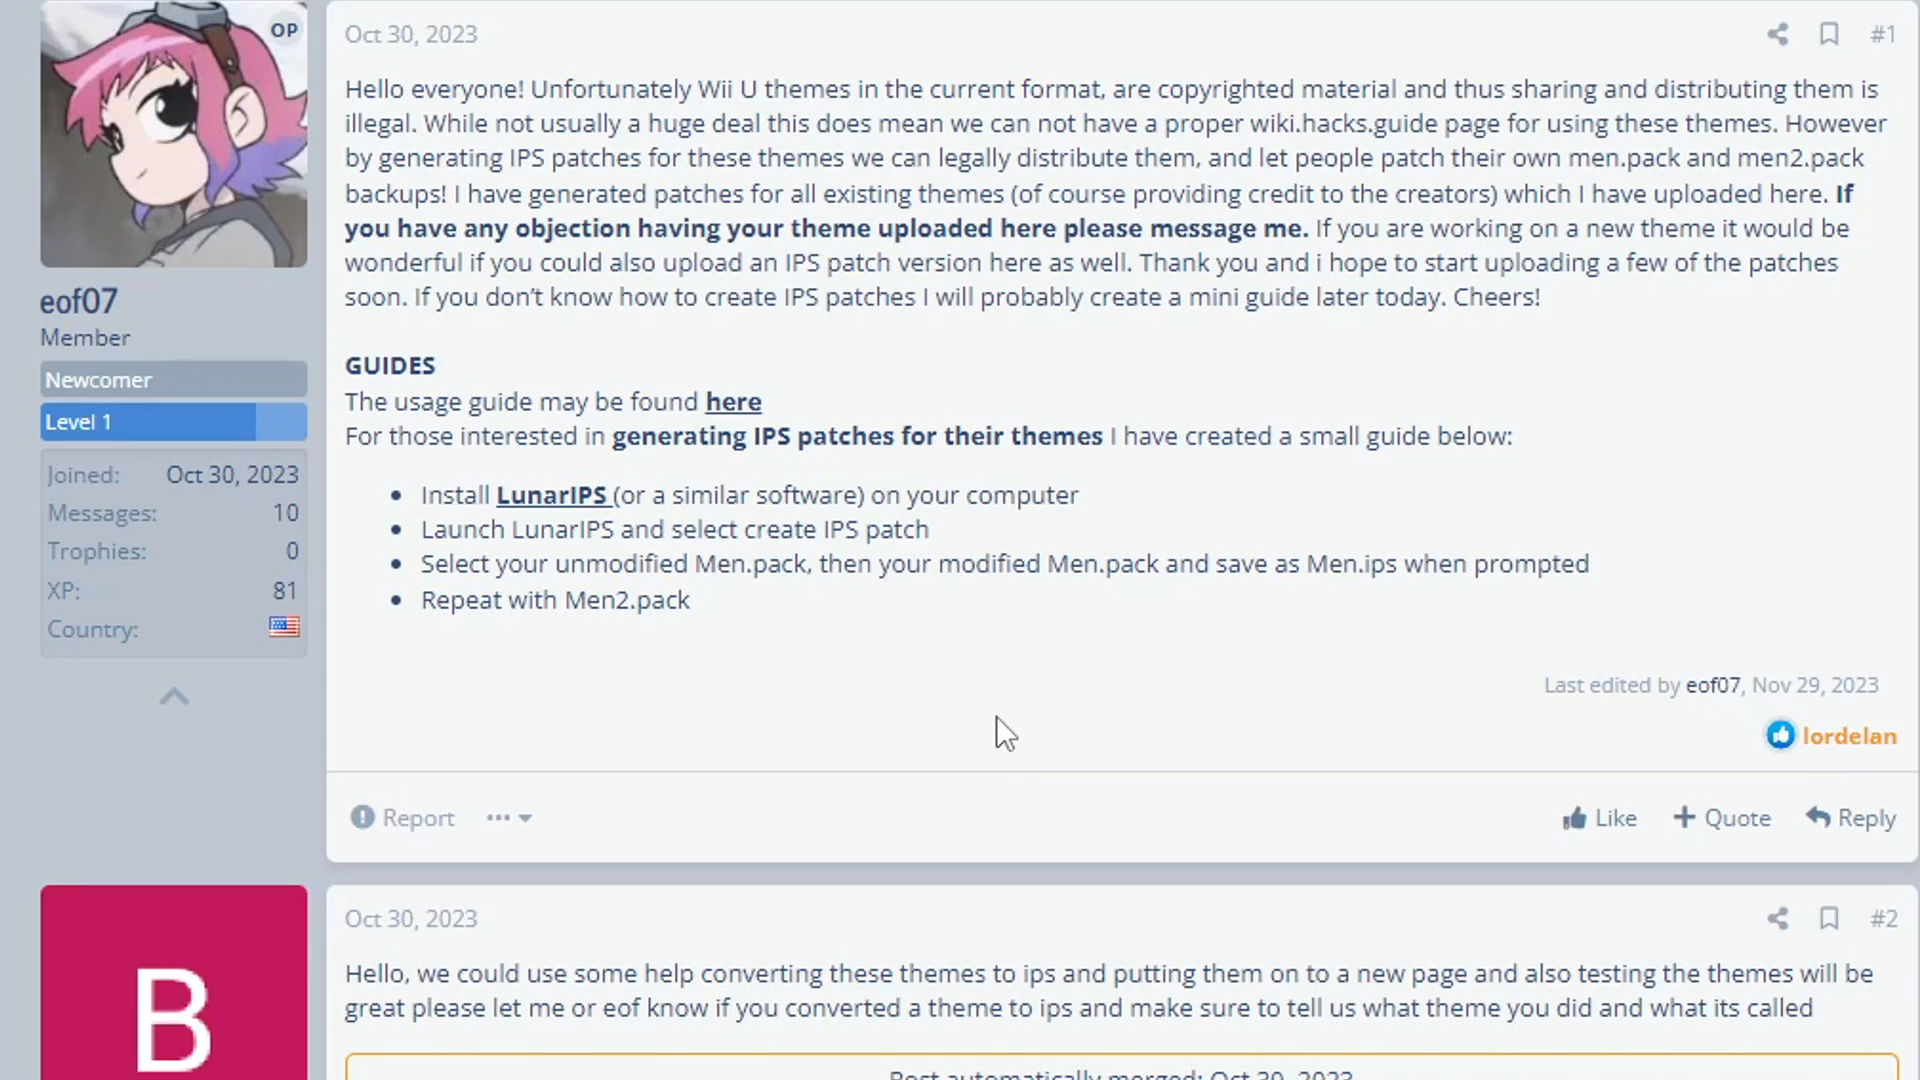 OP
eof07
Member
Newcomer
Level 1
Joined: Oct 30, 2023
Messages: 10
Trophies: 0
XP: 81
Country:
Oct 30, 2023
#1
Hello everyone! Unfortunately Wii U themes in the current format, are copyrighted material and thus sharing and distributing them is
illegal. While not usually a huge deal this does mean we can not have a proper wiki.hacks.guide page for using these themes. However
by generating IPS patches for these themes we can legally distribute them, and let people patch their own men.pack and men2.pack
backups! I have generated patches for all existing themes (of course providing credit to the creators) which I have uploaded here. If
you have any objection having your theme uploaded here please message me. If you are working on a new theme it would be
wonderful if you could also upload an IPS patch version here as well. Thank you and i hope to start uploading a few of the patches
soon. If you don't know how to create IPS patches I will probably create a mini guide later today. Cheers!
GUIDES
The usage guide may be found here
For those interested in generating IPS patches for their themes I have created a small guide below:
• Install LunarIPS (or a similar software) on your computer
• Launch LunarIPS and select create IPS patch
• Select your unmodified Men.pack, then your modified Men.pack and save as Men.ips when prompted
• Repeat with Men2.pack
Last edited by eof07, Nov 29, 2023
lordelan
Report
Like
Quote
Reply
B
Oct 30, 2023
#2
Hello, we could use some help converting these themes to ips and putting them on to a new page and also testing the themes will be
great please let me or eof know if you converted a theme to ips and make sure to tell us what theme you did and what its called
Post automatically merged: Oct 30, 2023